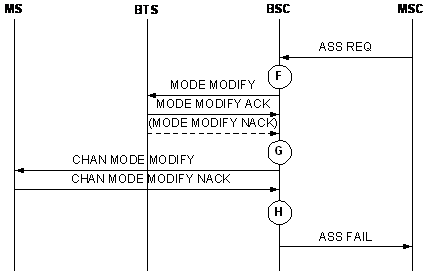 MS BTS BSC MSC
ASS REQ
F
MODE MODIFY
MODE MODIFY ACK
(MODE MODIFY NACK)
G
CHAN MODE MODIFY
CHAN MODE MODIFY NACK
H
ASS FAIL